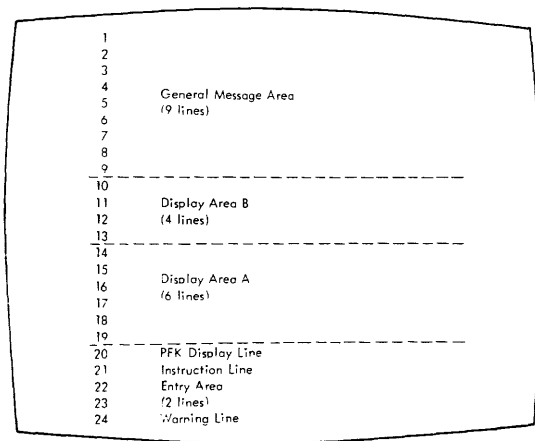 1
2
3
4
General Message Area
5
(9 lines)
6
7
8
9
10
11 Display Area B
12 (4 lines)
13
14
15
Display Area A
16
(6 lines)
17
18
19
20 PFK Display Line
21 Instruction Line
22 Entry Area
23 (2 lines)
24 Warning Line